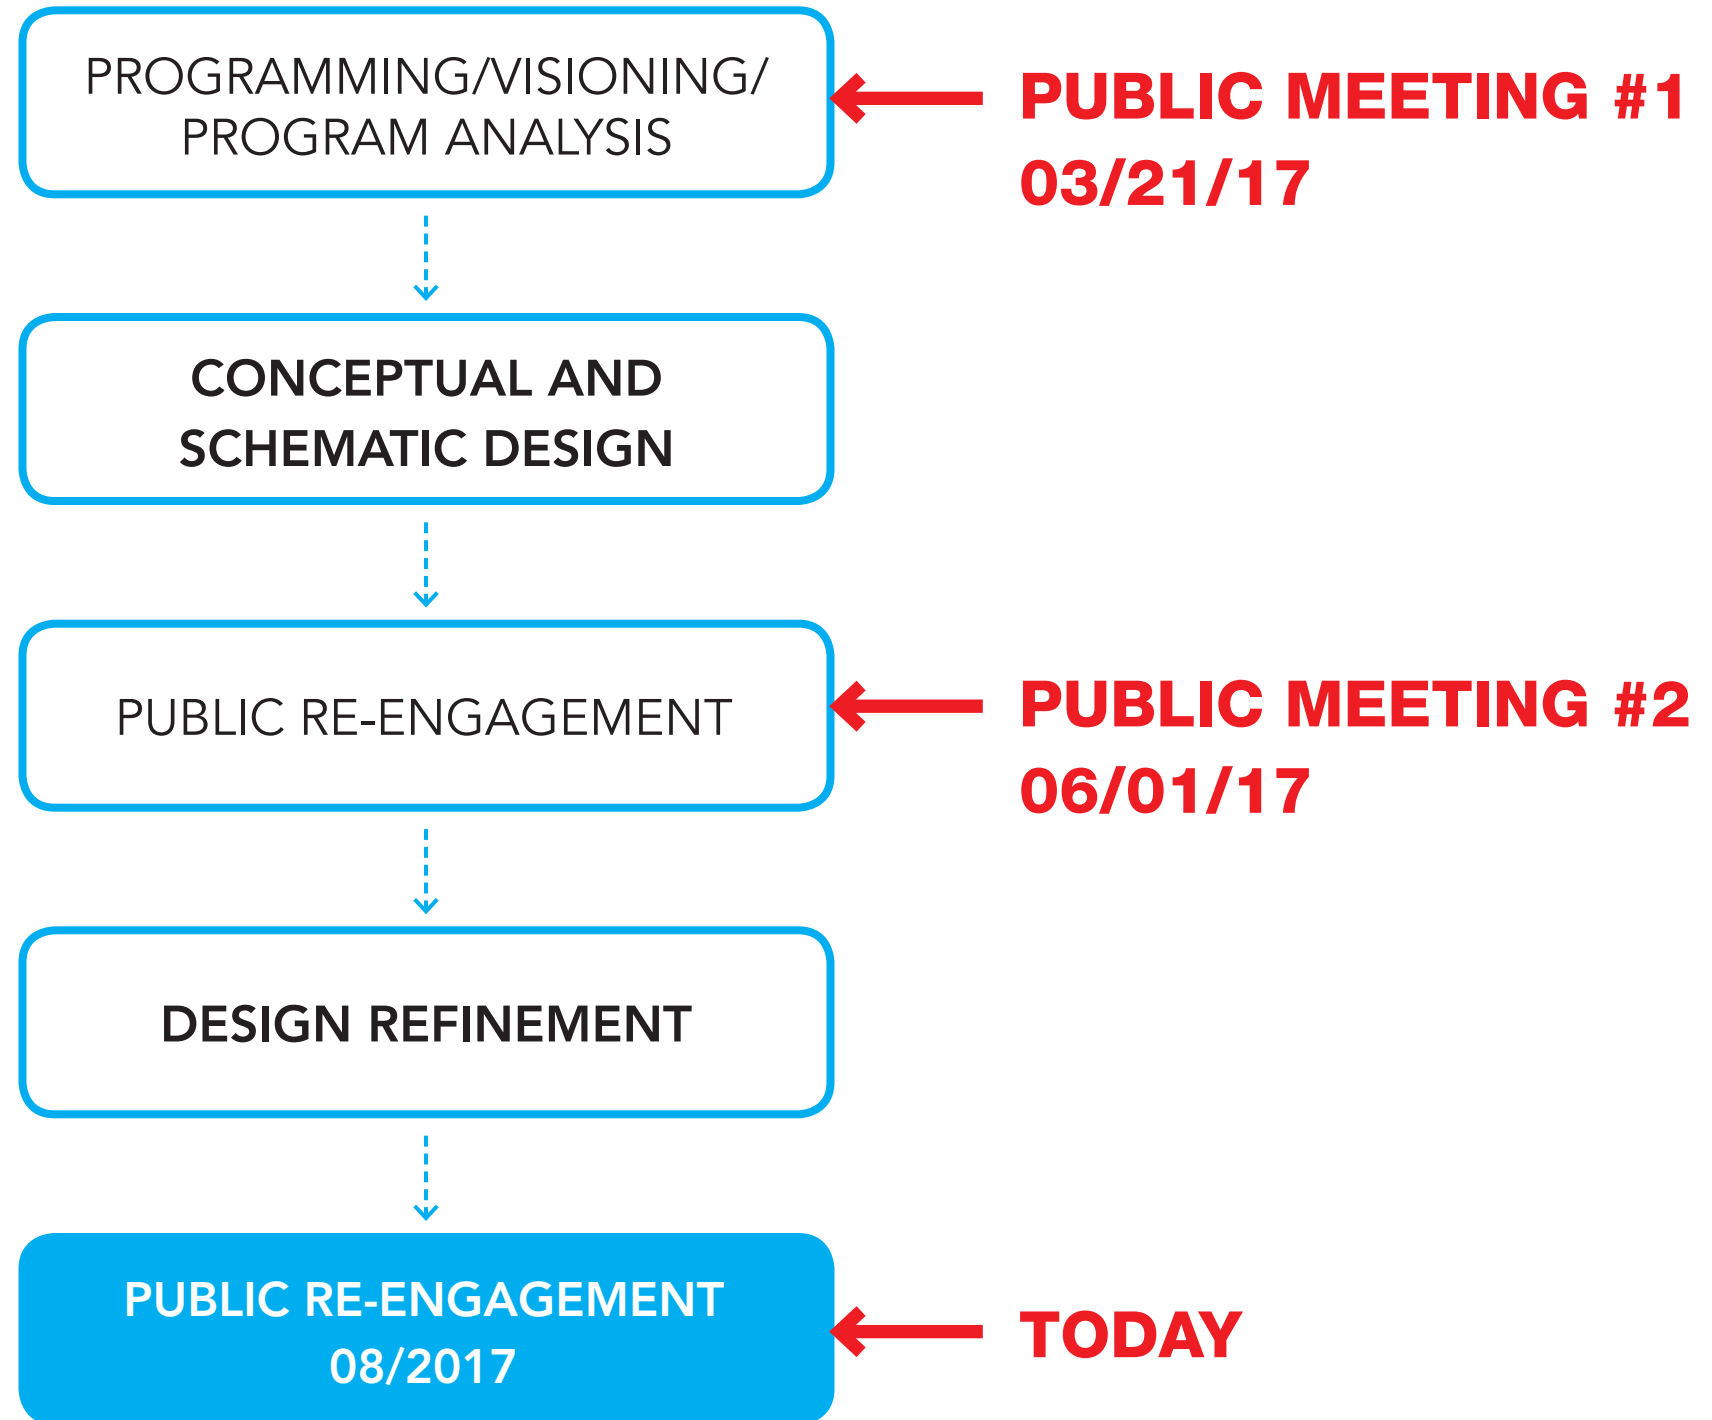 PROGRAMMING/VISIONING/
PROGRAM ANALYSIS
PUBLIC MEETING #1
03/21/17
CONCEPTUAL AND
SCHEMATIC DESIGN
PUBLIC RE-ENGAGEMENT
PUBLIC MEETING #2
06/01/17
DESIGN REFINEMENT
PUBLIC RE-ENGAGEMENT
08/2017
TODAY